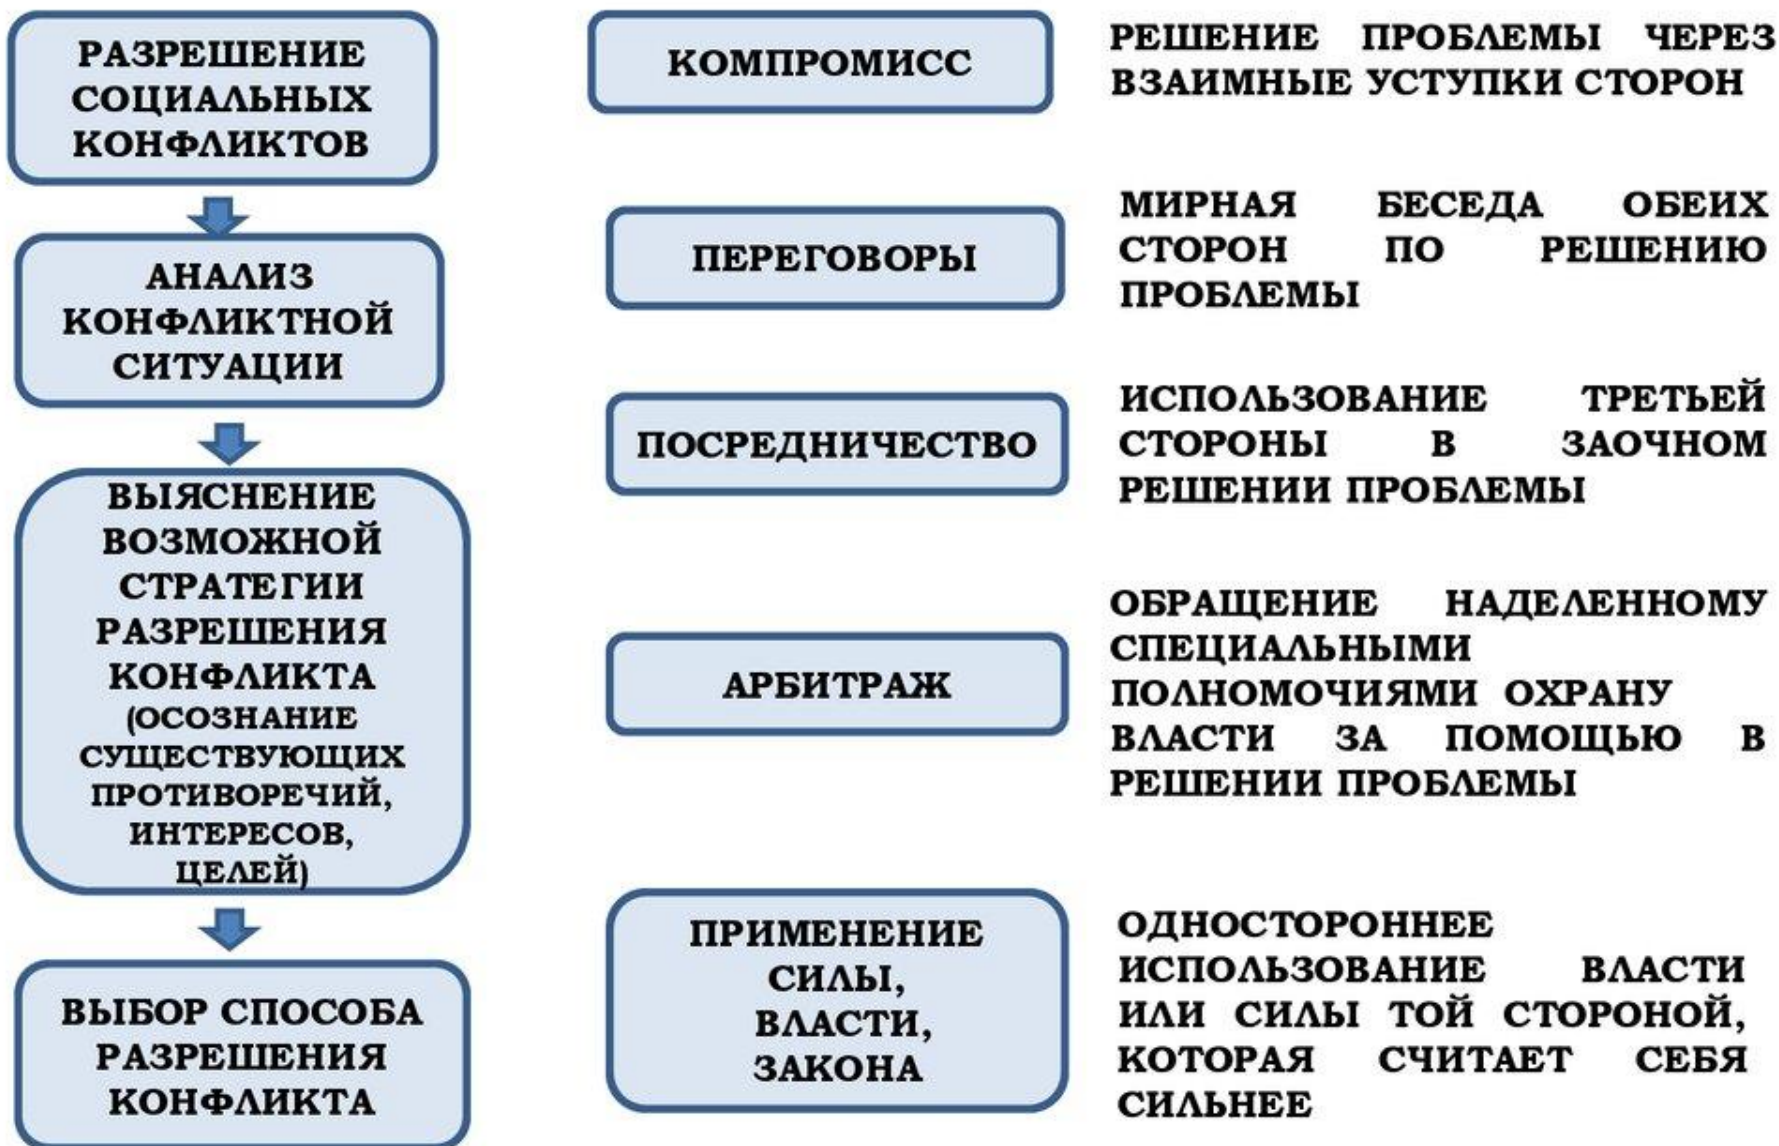 РАЗРЕШЕНИЕ
СОЦИАЛЬНЫХ
КОНФЛИКТОВ
АНАЛИЗ
КОНФЛИКТНОЙ
СИТУАЦИИ
ВЫЯСНЕНИЕ
ВОЗМОЖНОЙ
СТРАТЕГИИ
РАЗРЕШЕНИЯ
КОНФЛИКТА
(ОСОЗНАНИЕ
СУЩЕСТВУЮЩИХ
ПРОТИВОРЕЧИЙ,
ИНТЕРЕСОВ,
ЦЕЛЕЙ)
ВЫБОР СПОСОБА
РАЗРЕШЕНИЯ
КОНФЛИКТА
КОМПРОМИСС
РЕШЕНИЕ ПРОБЛЕМЫ ЧЕРЕЗ
ВЗАИМНЫЕ УСТУПКИ СТОРОН
ПЕРЕГОВОРЫ
МИРНАЯ БЕСЕДА ОБЕИХ
СТОРОН ПО РЕШЕНИЮ
ПРОБЛЕМЫ
ПОСРЕДНИЧЕСТВО
ИСПОЛЬЗОВАНИЕ ТРЕТЬЕЙ
СТОРОНЫ В ЗАОЧНОМ
РЕШЕНИИ ПРОБЛЕМЫ
АРБИТРАЖ
ОБРАЩЕНИЕ НАДЕЛЕННОМУ
СПЕЦИАЛЬНЫМИ
ПОЛНОМОЧИЯМИ ОХРАНУ
ВЛАСТИ ЗА ПОМОЩЬЮ В
РЕШЕНИИ ПРОБЛЕМЫ
ПРИМЕНЕНИЕ
СИЛЫ,
ВЛАСТИ,
ЗАКОНА
ОДНОСТОРОННЕЕ
ИСПОЛЬЗОВАНИЕ ВЛАСТИ
ИЛИ СИЛЫ ТОЙ СТОРОНОЙ,
КОТОРАЯ СЧИТАЕТ СЕБЯ
СИЛЬНЕЕ